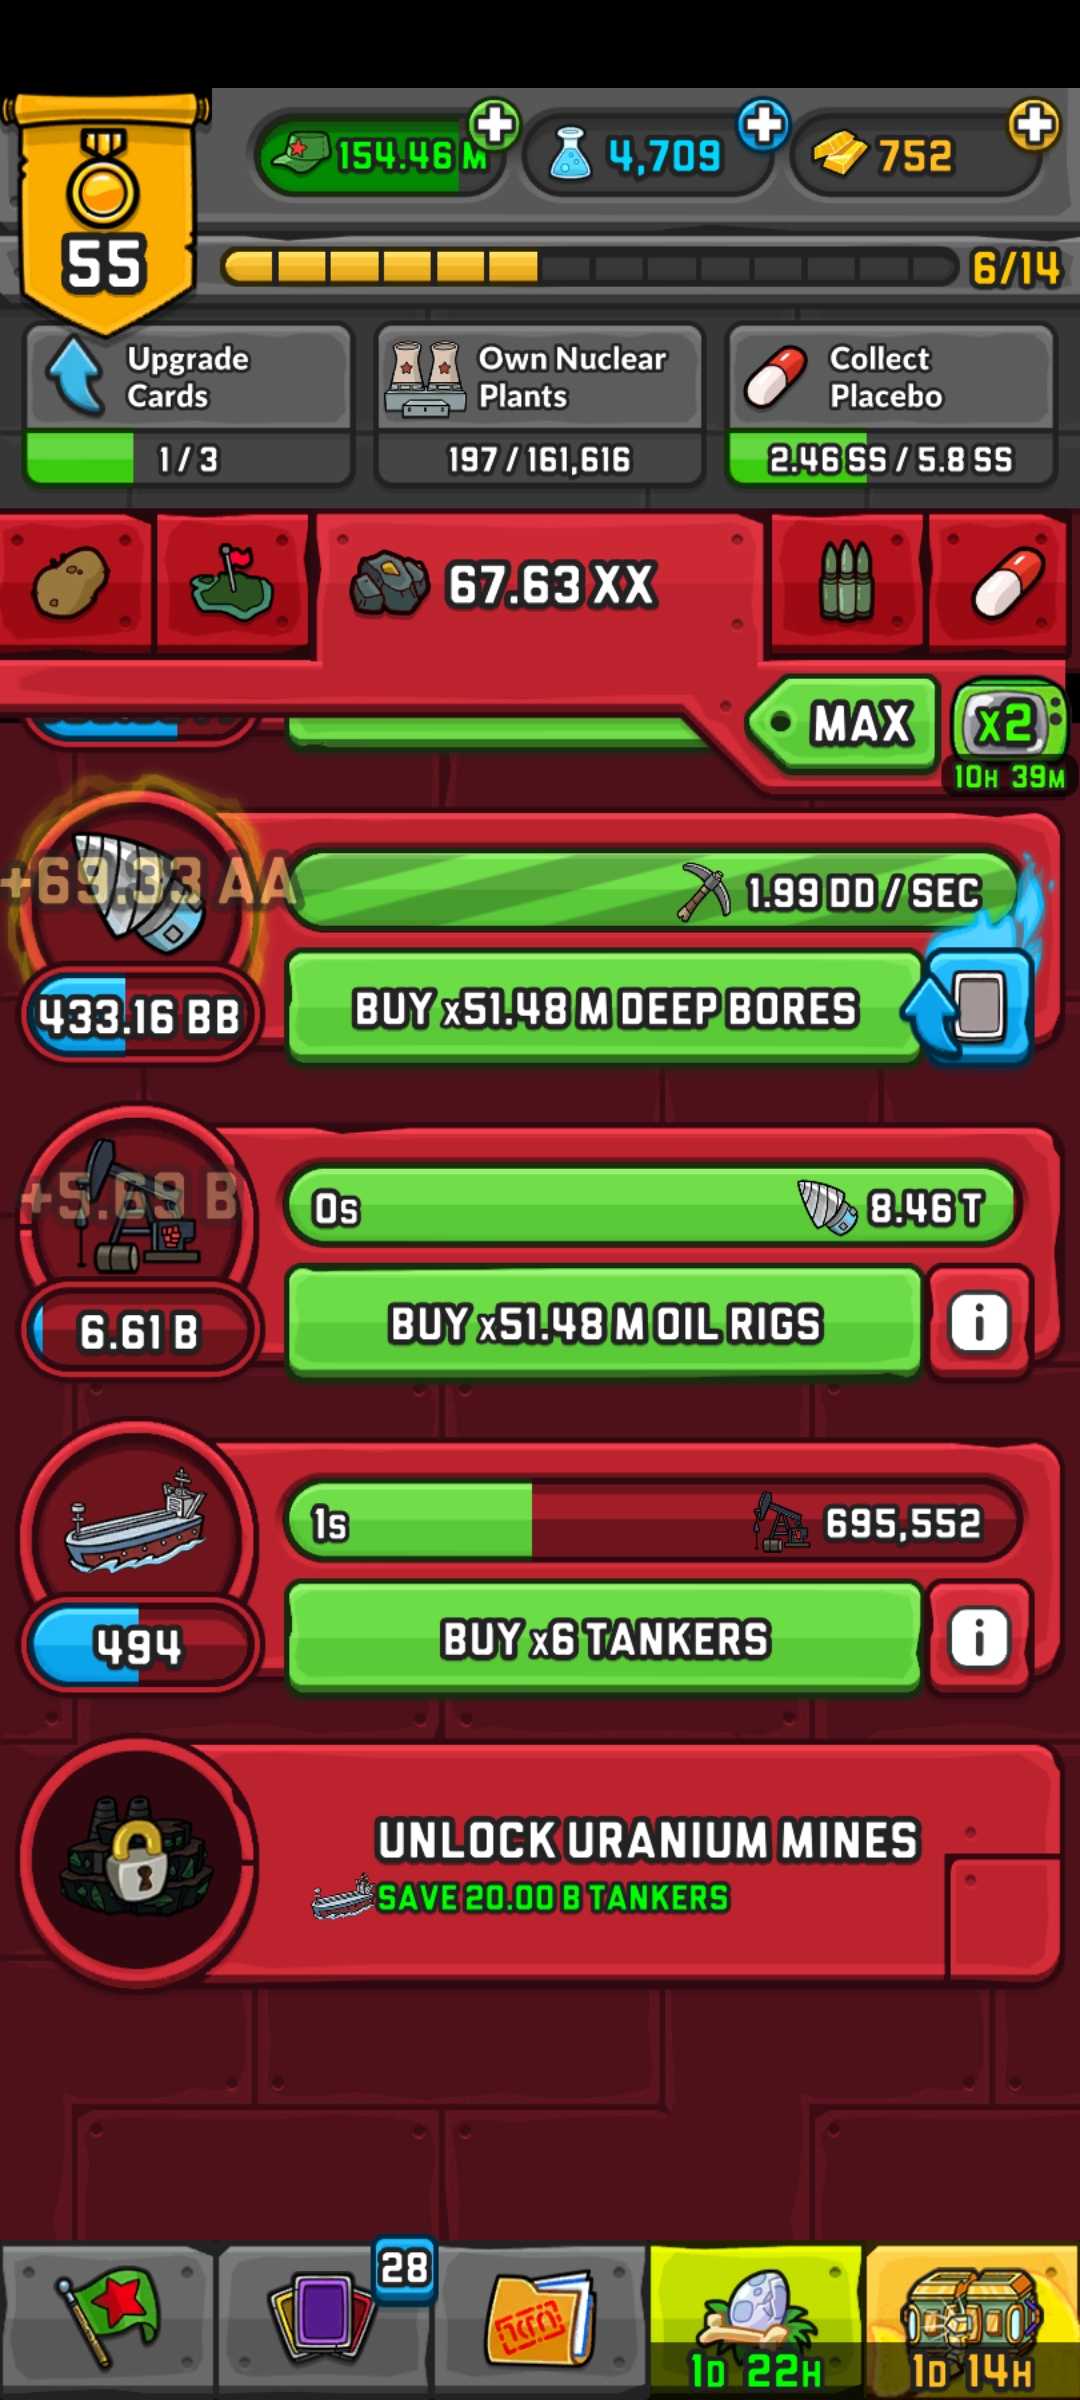 154.46 M
4,709
752
55
6/14
Upgrade
Cards
1 / 3
Own Nuclear
Plants
197 / 161,616
Collect
Placebo
2.46 SS / 5.8 SS
67.63 XX
MAX
x2
10H 39M
+69.33 AA
1.99 DD / SEC
433.16 BB
BUY x51.48 M DEEP BORES
+5.69 B
0s
8.46 T
6.61 B
BUY x51.48 M OIL RIGS
i
1s
695,552
494
BUY x6 TANKERS
i
UNLOCK URANIUM MINES
SAVE 20.00 B TANKERS
28
1D 22H
1D 14H